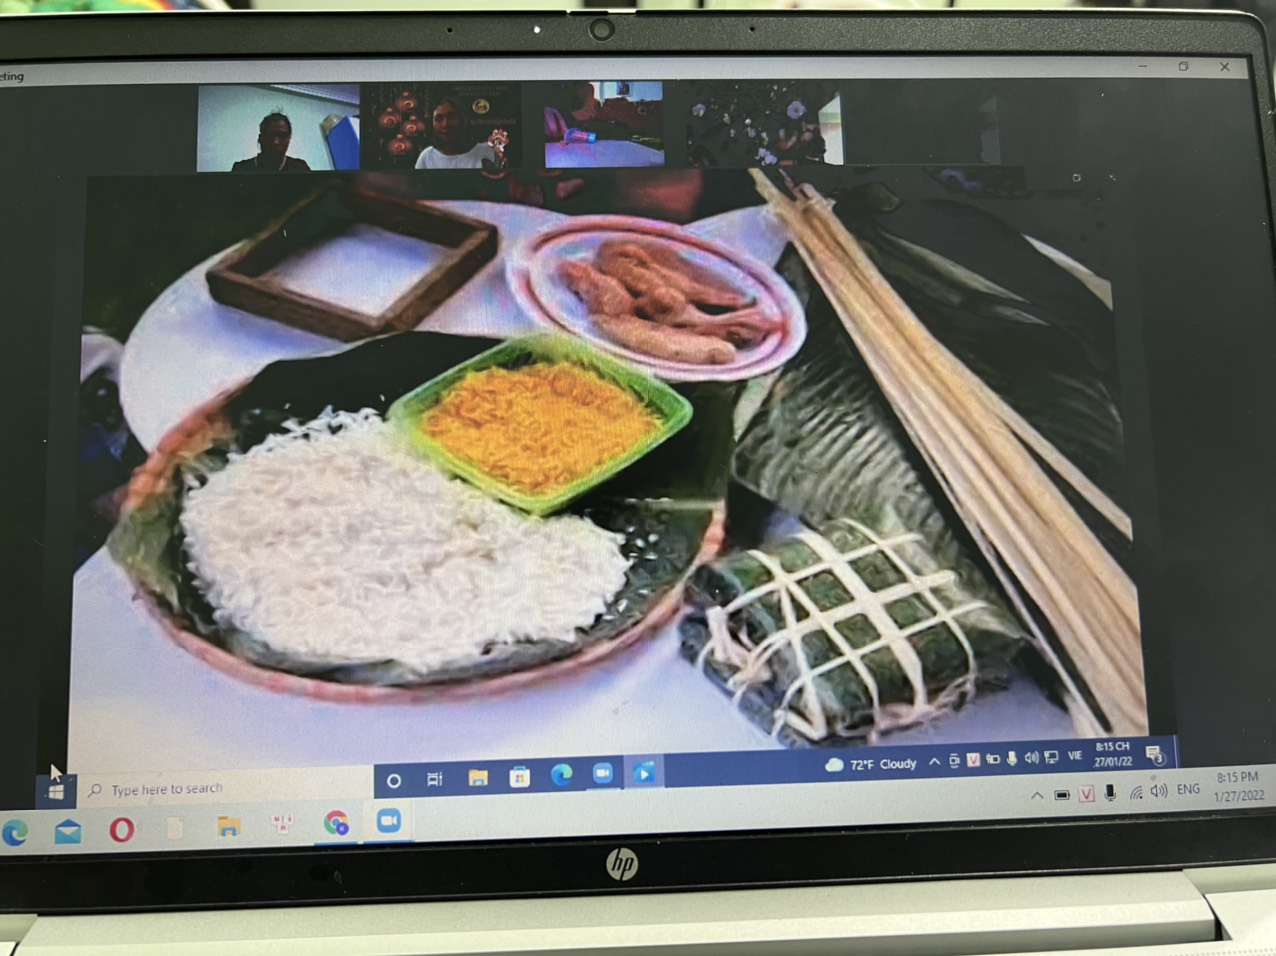 eting
Type here to search
72°F Cloudy
VIE
8:15 CH
27/01/22
3
ENG
8:15 PM
1/27/2022
hp